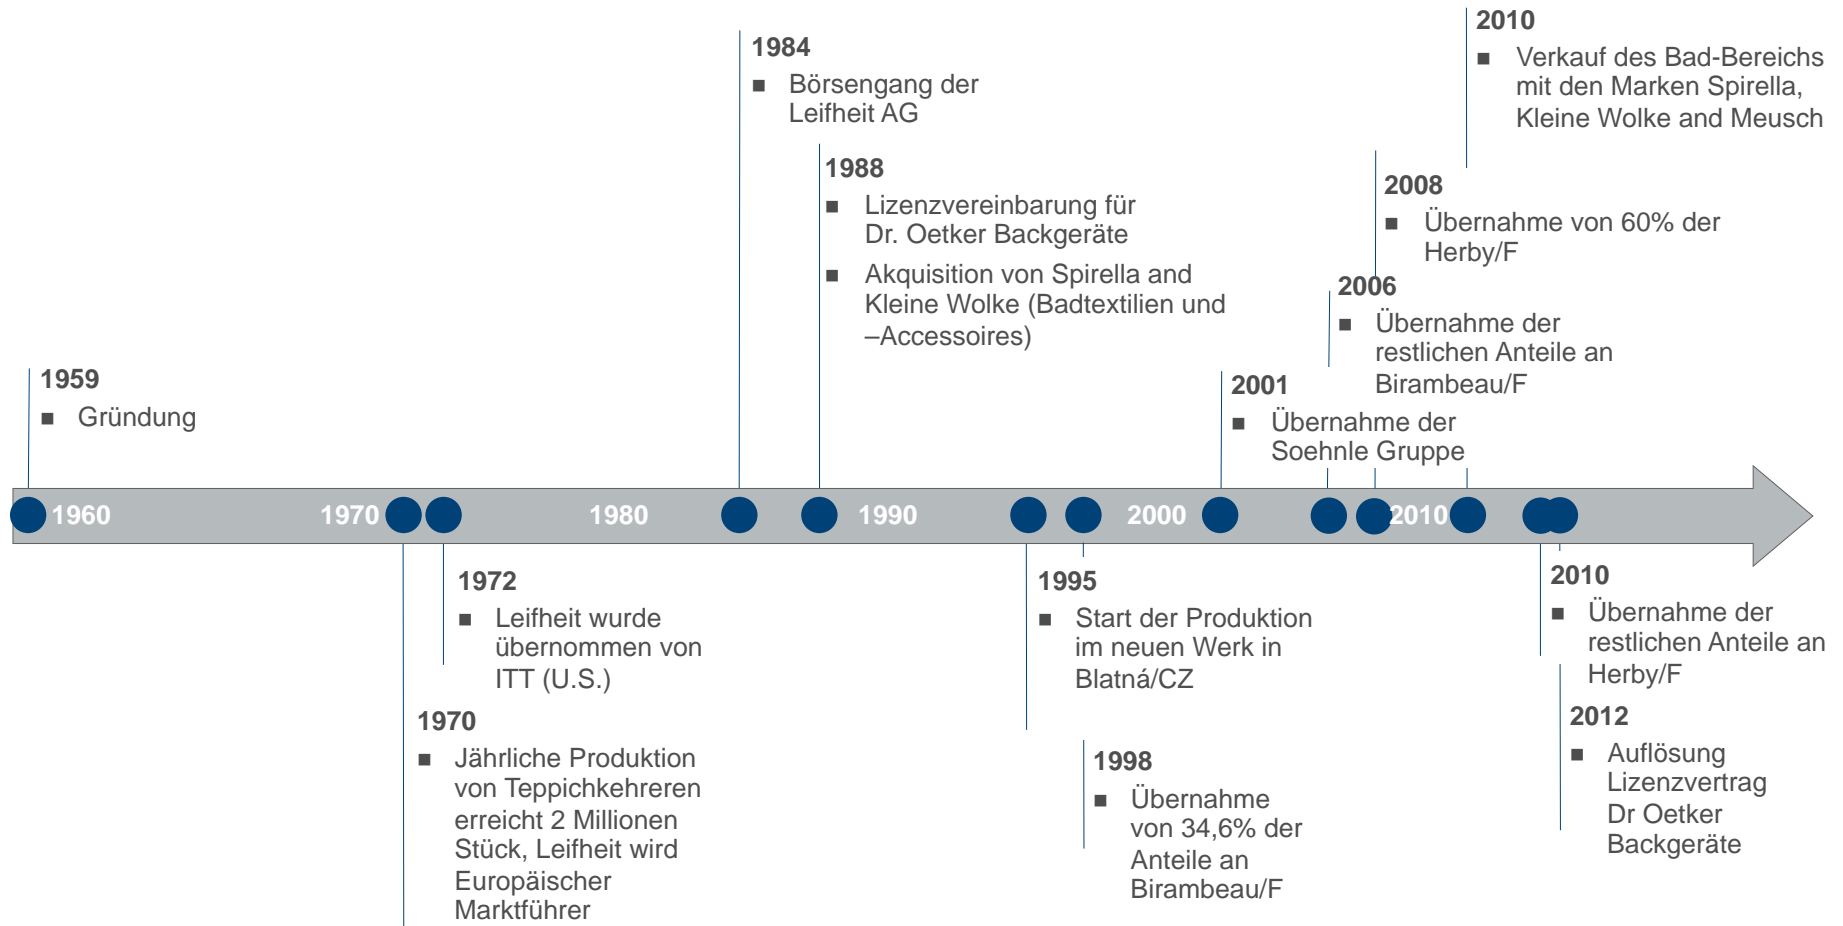 2010
■ Verkauf des Bad-Bereichs
mit den Marken Spirella,
Kleine Wolke and Meusch
1984
■ Börsengang der
Leifheit AG
1988
■ Lizenzvereinbarung für
Dr. Oetker Backgeräte
■ Akquisition von Spirella and
Kleine Wolke (Badtextilien und
–Accessoires)
2008
■ Übernahme von 60% der
Herby/F
2006
■ Übernahme der
restlichen Anteile an
Birambeau/F
1959
■ Gründung
2001
■ Übernahme der
Soehnle Gruppe
1960 1970 1980 1990 2000 2010
1972
■ Leifheit wurde
übernommen von
ITT (U.S.)
1970
■ Jährliche Produktion
von Teppichkehreren
erreicht 2 Millionen
Stück, Leifheit wird
Europäischer
Marktführer
1995
■ Start der Produktion
im neuen Werk in
Blatná/CZ
1998
■ Übernahme
von 34,6% der
Anteile an
Birambeau/F
2010
■ Übernahme der
restlichen Anteile an
Herby/F
2012
■ Auflösung
Lizenzvertrag
Dr Oetker
Backgeräte